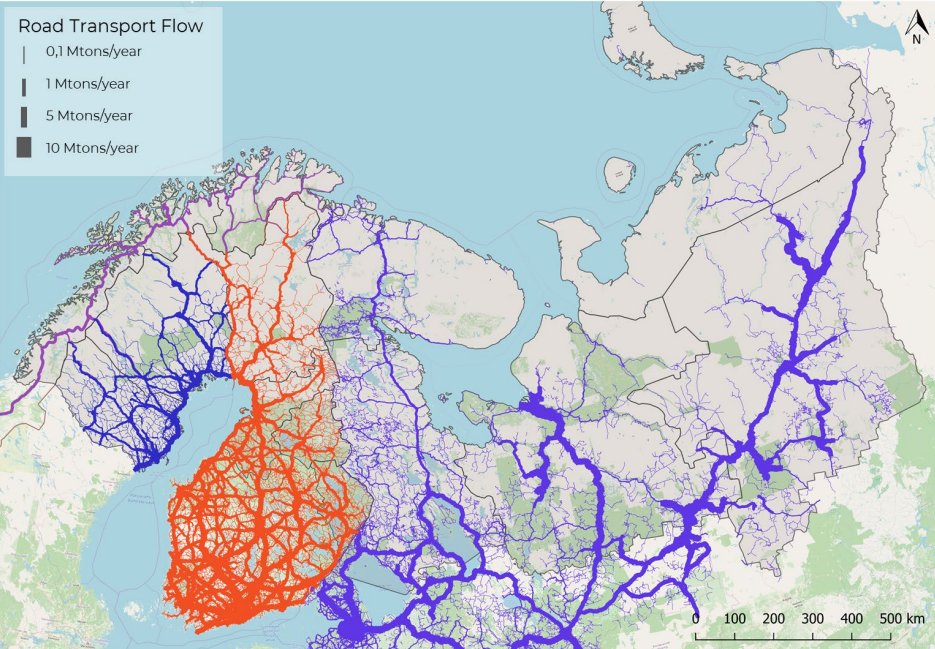 Road Transport Flow
0,1 Mtons/year
1 Mtons/year
5 Mtons/year
10 Mtons/year
N
0 100 200 300 400 500 km